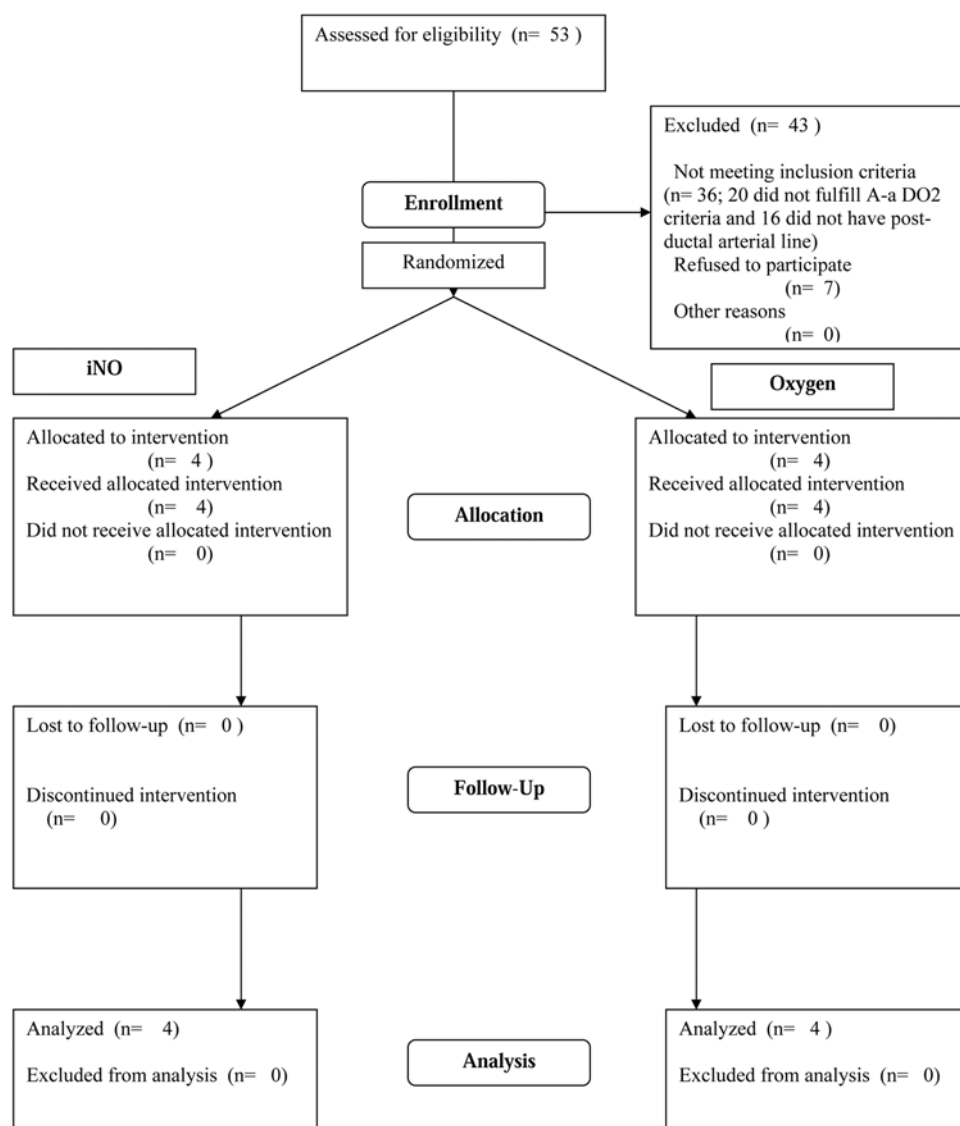 Assessed for eligibility (n= 53 )
Excluded (n= 43 )
Not meeting inclusion criteria
(n= 36; 20 did not fulfill A-a DO2
criteria and 16 did not have post-
ductal arterial line)
Refused to participate
(n= 7)
Other reasons
(n= 0)
Enrollment
Randomized
iNO
Oxygen
Allocated to intervention
(n= 4 )
Received allocated intervention
(n= 4)
Did not receive allocated intervention
(n= 0)
Allocation
Allocated to intervention
(n= 4)
Received allocated intervention
(n= 4)
Did not receive allocated intervention
(n= 0)
Lost to follow-up (n= 0 )
Discontinued intervention
(n= 0)
Follow-Up
Lost to follow-up (n= 0)
Discontinued intervention
(n= 0 )
Analyzed (n= 4)
Excluded from analysis (n= 0)
Analysis
Analyzed (n= 4 )
Excluded from analysis (n= 0)